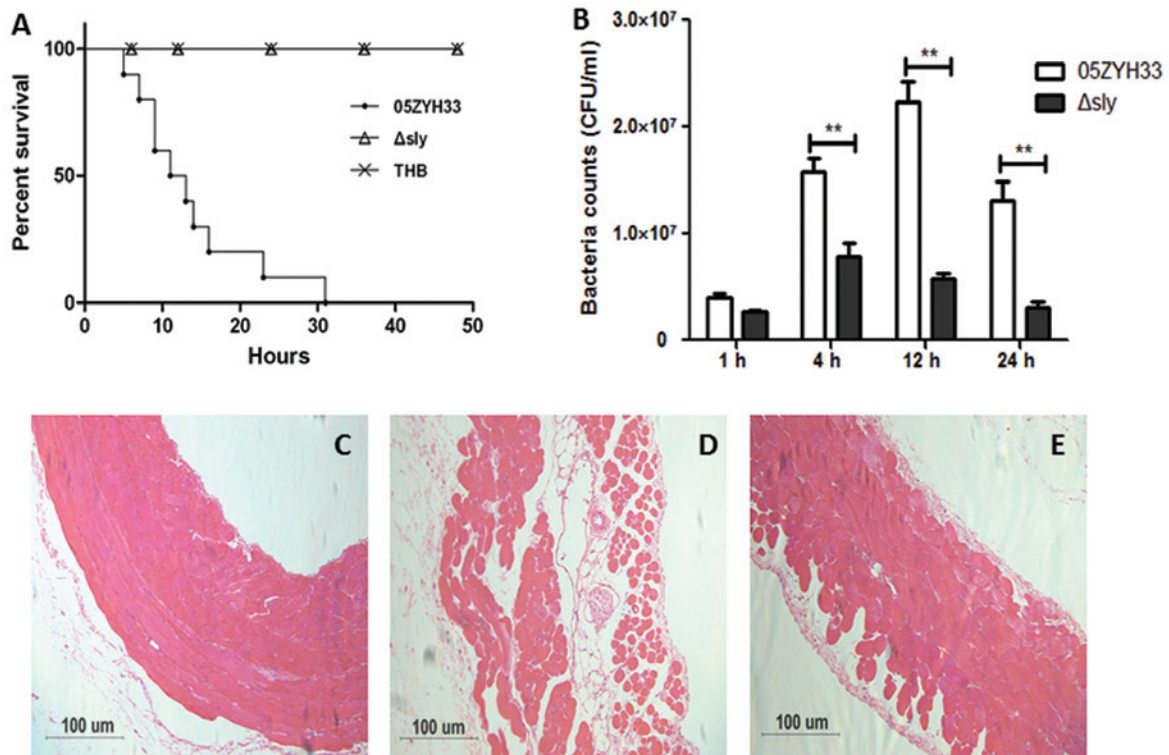 A
Percent survival
100
50
0
0 10 20 30 40 50
Hours
05ZYH33
Δsly
THB
B
Bacteria counts (CFU/ml)
3.0×10⁷
2.0×10⁷
1.0×10⁷
0
** ** **
1 h 4 h 12 h 24 h
05ZYH33
Δsly
C
100 um
D
100 um
E
100 um